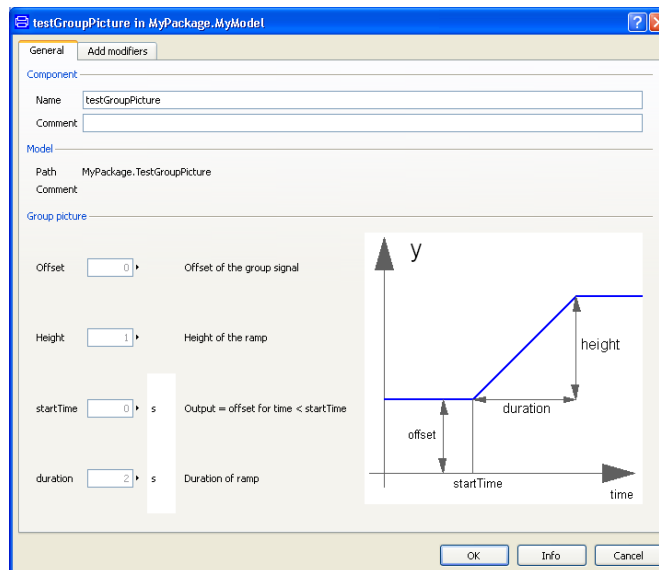 testGroupPicture in MyPackage.MyModel
?
X
General
Add modifiers
Component
Name
testGroupPicture
Comment
Model
Path
MyPackage.TestGroupPicture
Comment
Group picture
Offset
0
Offset of the group signal
Height
1
Height of the ramp
startTime
0
s
Output = offset for time < startTime
duration
2
s
Duration of ramp
y
height
duration
offset
startTime
time
OK
Info
Cancel